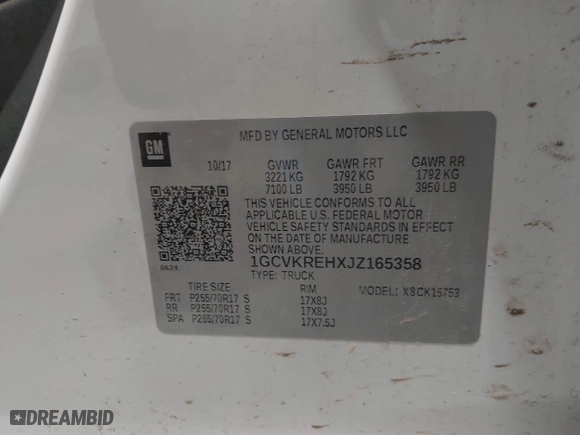 GM
MFD BY GENERAL MOTORS LLC
10/17 GVWR GAWR FRT GAWR RR
3221 KG 1792 KG 1792 KG
7100 LB 3950 LB 3950 LB
THIS VEHICLE CONFORMS TO ALL
APPLICABLE U.S. FEDERAL MOTOR
VEHICLE SAFETY STANDARDS IN EFFECT
ON THE DATE OF MANUFACTURE
SHOWN ABOVE.
8624
1GCVKREHXJZ165358
TYPE: TRUCK
MODEL: X8CK15753
TIRE SIZE RIM
FRT P255/70R17 S 17X8J
RR P255/70R17 S 17X8J
SPA P255/70R17 S 17X7.5J
DREAMBID